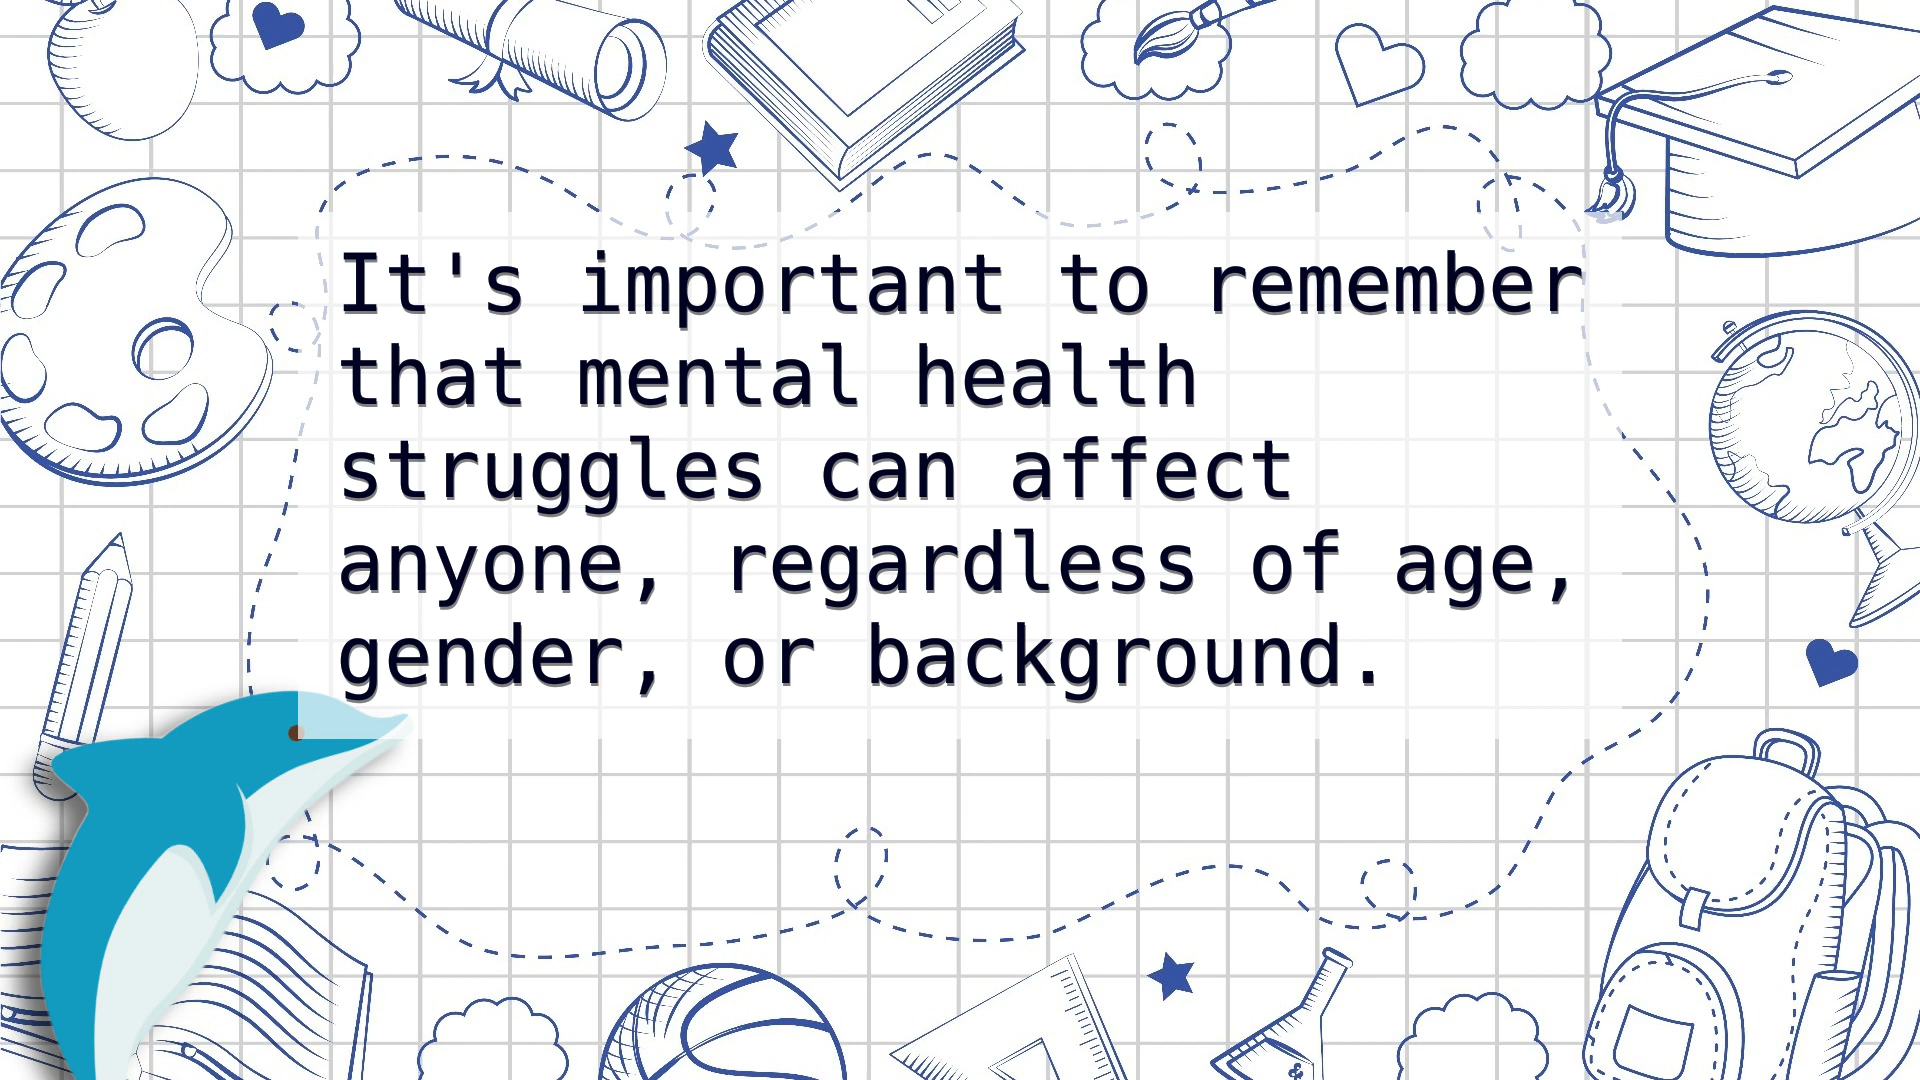 It's important to remember
that mental health
struggles can affect
anyone, regardless of age,
gender, or background.